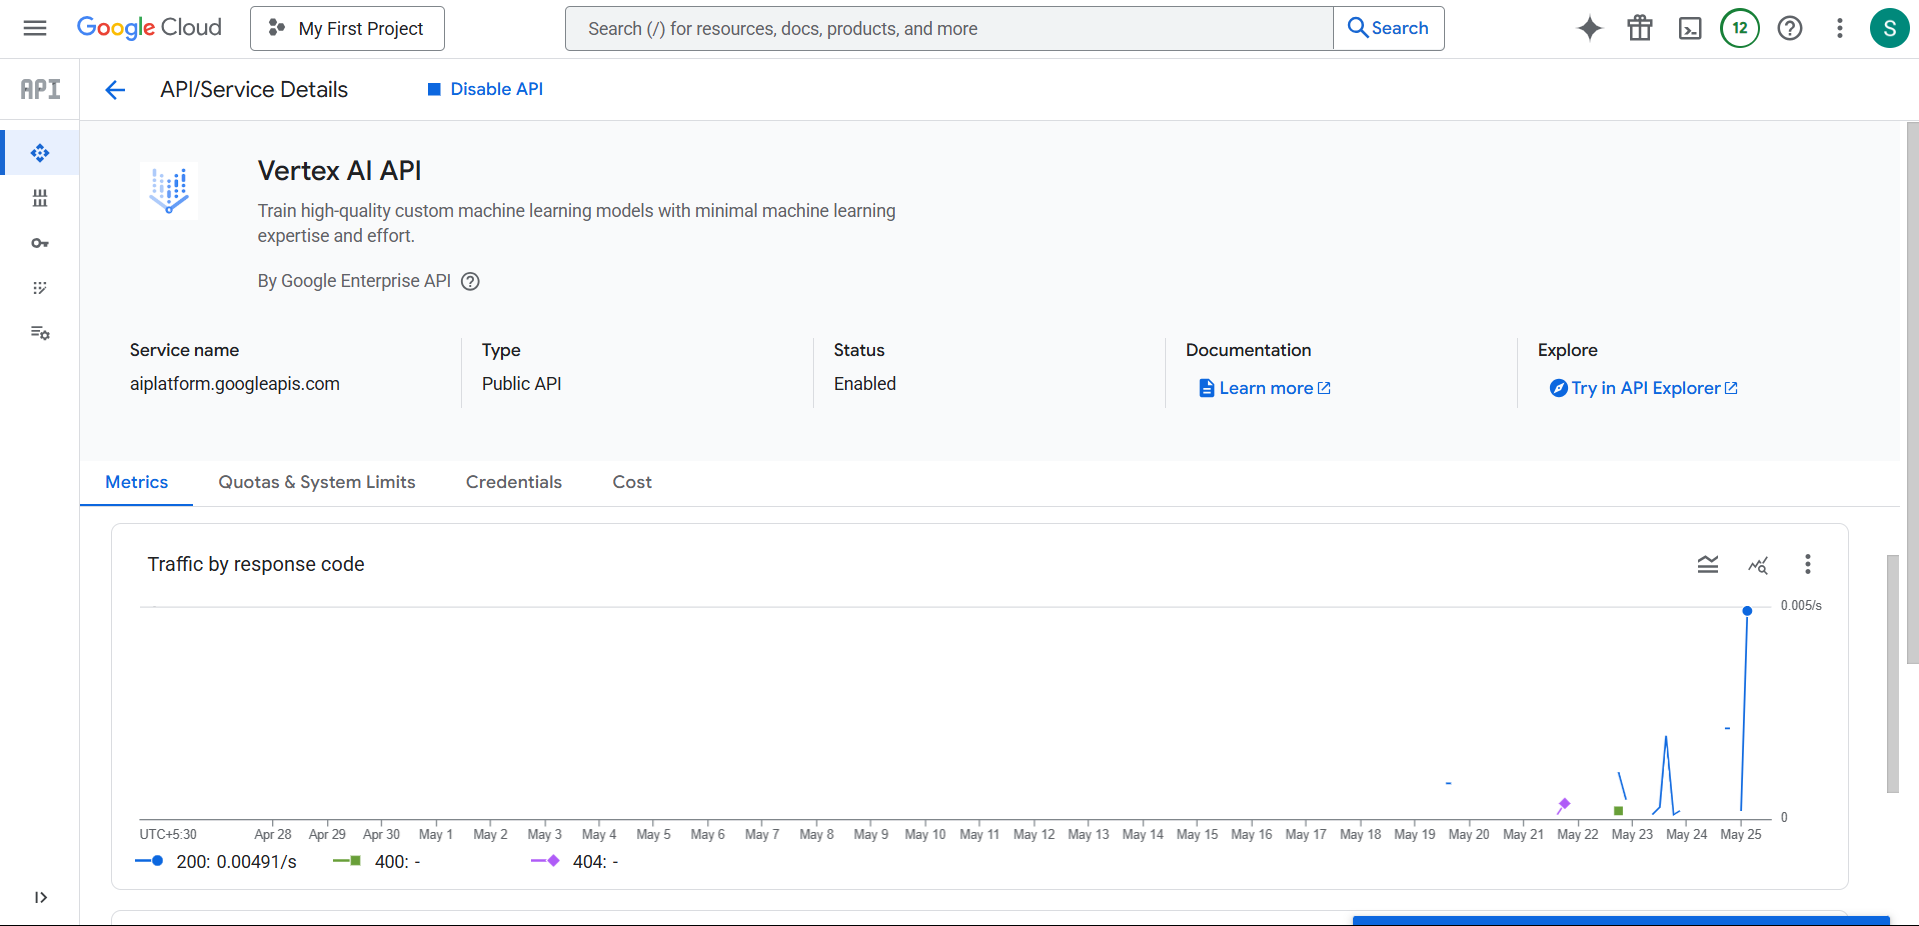 Google Cloud
My First Project
Search (/) for resources, docs, products, and more
Search
12
S
API
API/Service Details
Disable API
Vertex AI API
Train high-quality custom machine learning models with minimal machine learning
expertise and effort.
By Google Enterprise API
Service name
aiplatform.googleapis.com
Type
Public API
Status
Enabled
Documentation
Learn more
Explore
Try in API Explorer
Metrics Quotas & System Limits Credentials Cost
Traffic by response code
0.005/s
0
UTC+5:30 Apr 28 Apr 29 Apr 30 May 1 May 2 May 3 May 4 May 5 May 6 May 7 May 8 May 9 May 10 May 11 May 12 May 13 May 14 May 15 May 16 May 17 May 18 May 19 May 20 May 21 May 22 May 23 May 24 May 25
200: 0.00491/s 400: - 404: -